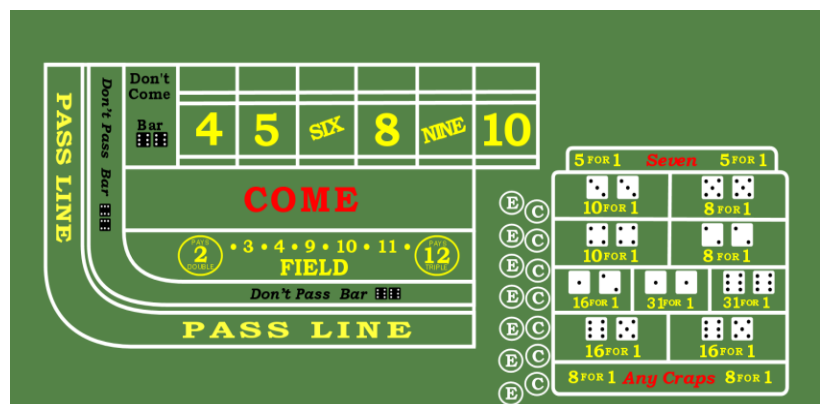 PASS LINE
Don't Pass Bar
Don't
Come
Bar
4 5 SIX 8 NINE 10
COME
PAYS
2
DOUBLE
• 3 • 4 • 9 • 10 • 11 •
PAYS
12
TRIPLE
FIELD
Don't Pass Bar
PASS LINE
E C
E C
E C
E C
E C
E C
E C
5 FOR 1 Seven 5 FOR 1
10 FOR 1 8 FOR 1
10 FOR 1 8 FOR 1
16 FOR 1 31 FOR 1 31 FOR 1
16 FOR 1 16 FOR 1
8 FOR 1 Any Craps 8 FOR 1